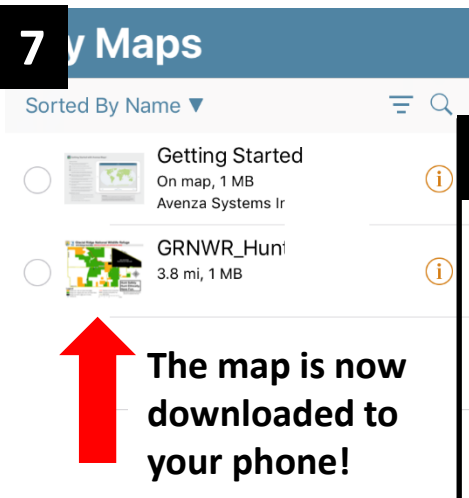 7 y Maps
Sorted By Name ▼
Getting Started
On map, 1 MB
Avenza Systems Ir
GRNWR_Hunt
3.8 mi, 1 MB
The map is now
downloaded to
your phone!